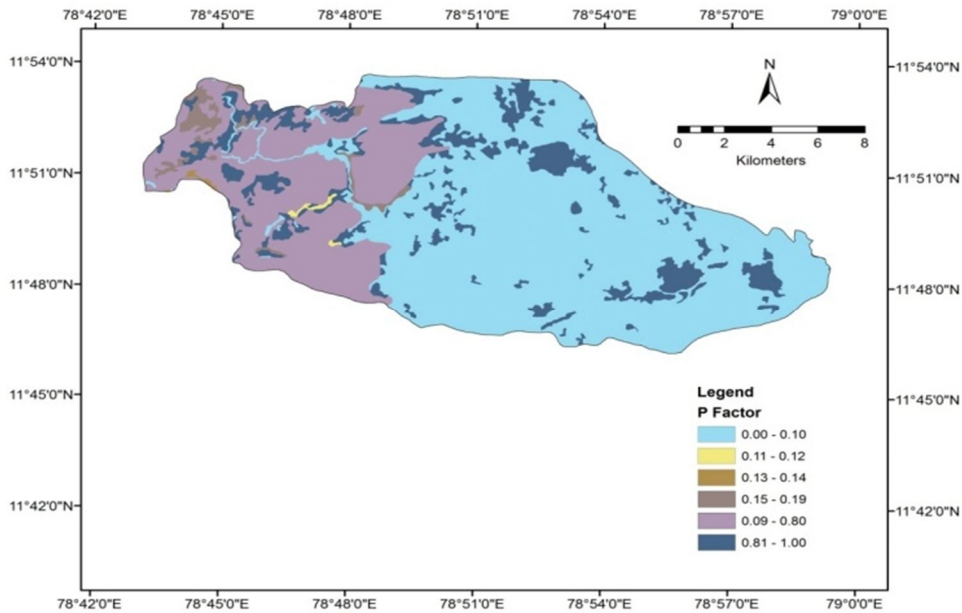 78°42'0"E 78°45'0"E 78°48'0"E 78°51'0"E 78°54'0"E 78°57'0"E 79°0'0"E
11°54'0"N 11°54'0"N
N
0 2 4 6 8
Kilometers
11°51'0"N 11°51'0"N
11°48'0"N 11°48'0"N
11°45'0"N 11°45'0"N
Legend
P Factor
0.00 - 0.10
0.11 - 0.12
0.13 - 0.14
0.15 - 0.19
0.09 - 0.80
0.81 - 1.00
11°42'0"N 11°42'0"N
78°42'0"E 78°45'0"E 78°48'0"E 78°51'0"E 78°54'0"E 78°57'0"E 79°0'0"E